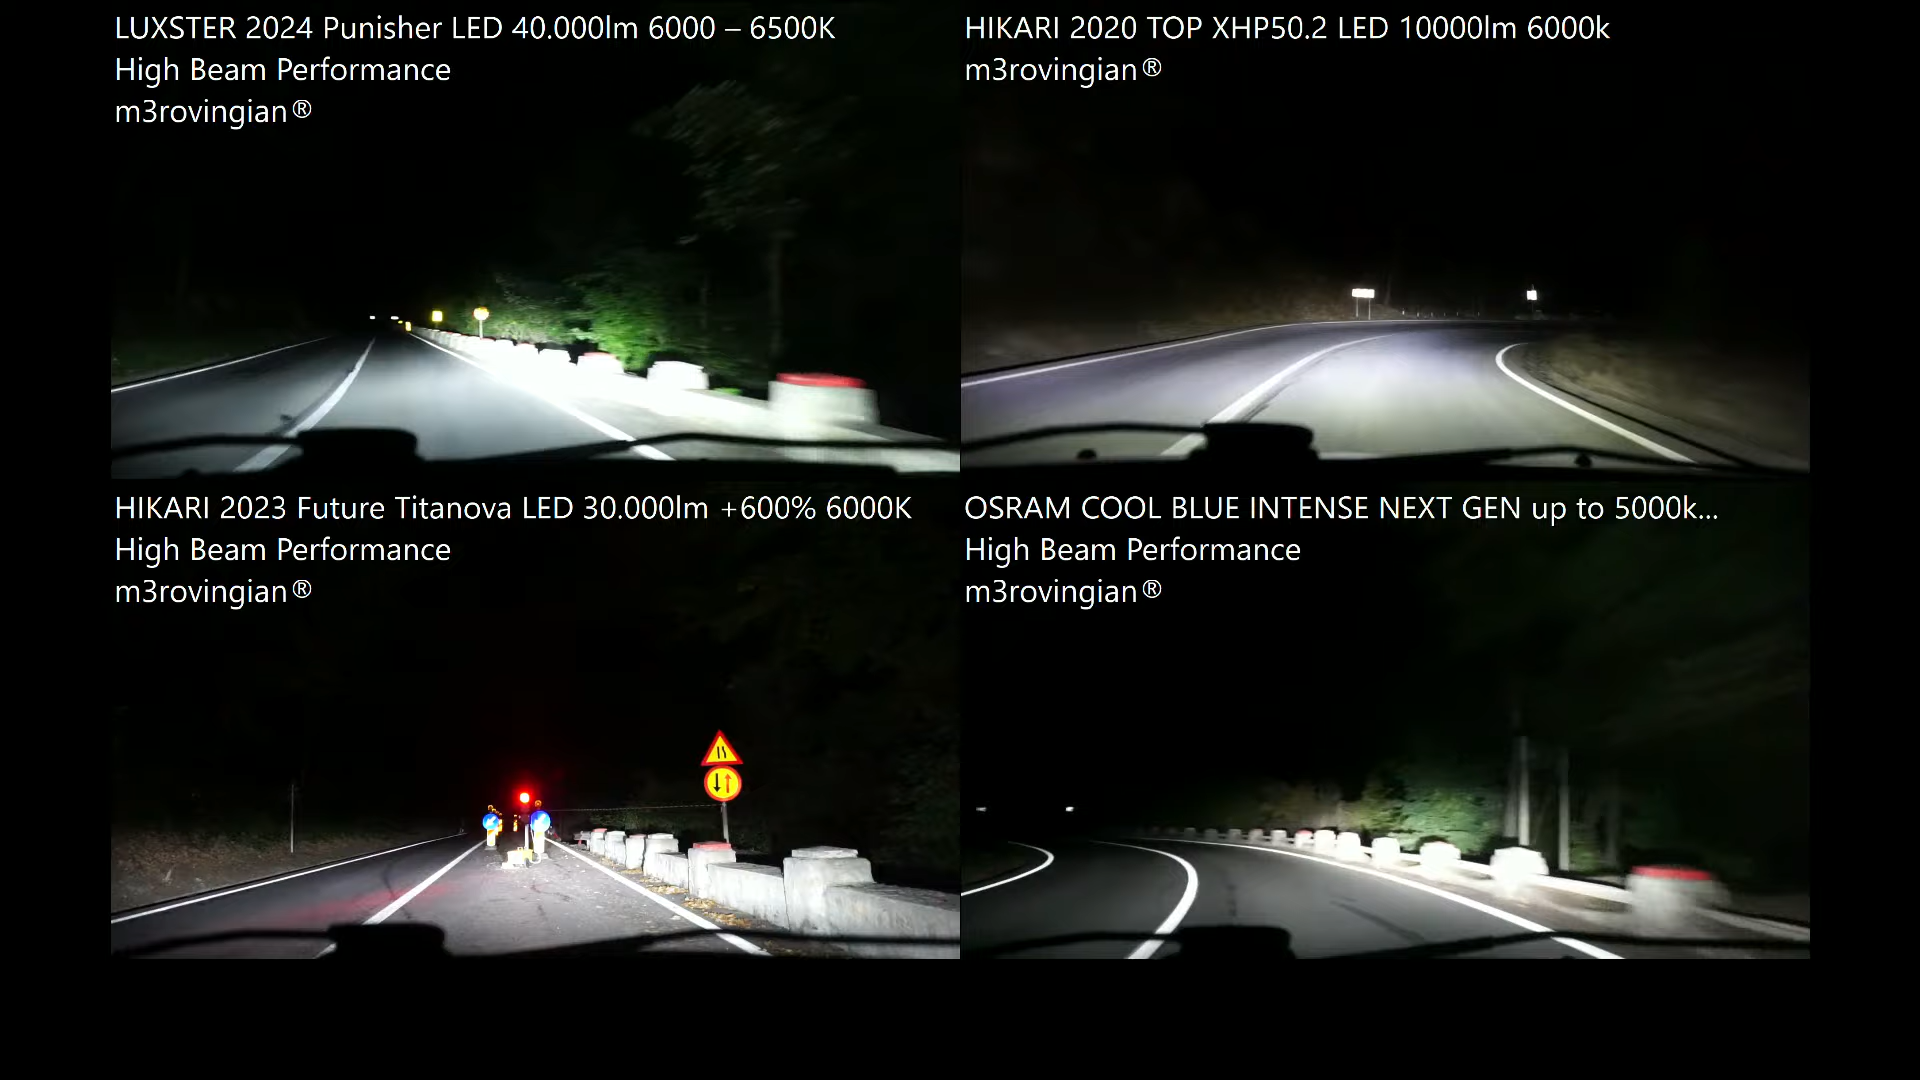 LUXSTER 2024 Punisher LED 40.000lm 6000 – 6500K
High Beam Performance
m3rovingian®
HIKARI 2020 TOP XHP50.2 LED 10000lm 6000k
m3rovingian®
HIKARI 2023 Future Titanova LED 30.000lm +600% 6000K
High Beam Performance
m3rovingian®
OSRAM COOL BLUE INTENSE NEXT GEN up to 5000k...
High Beam Performance
m3rovingian®